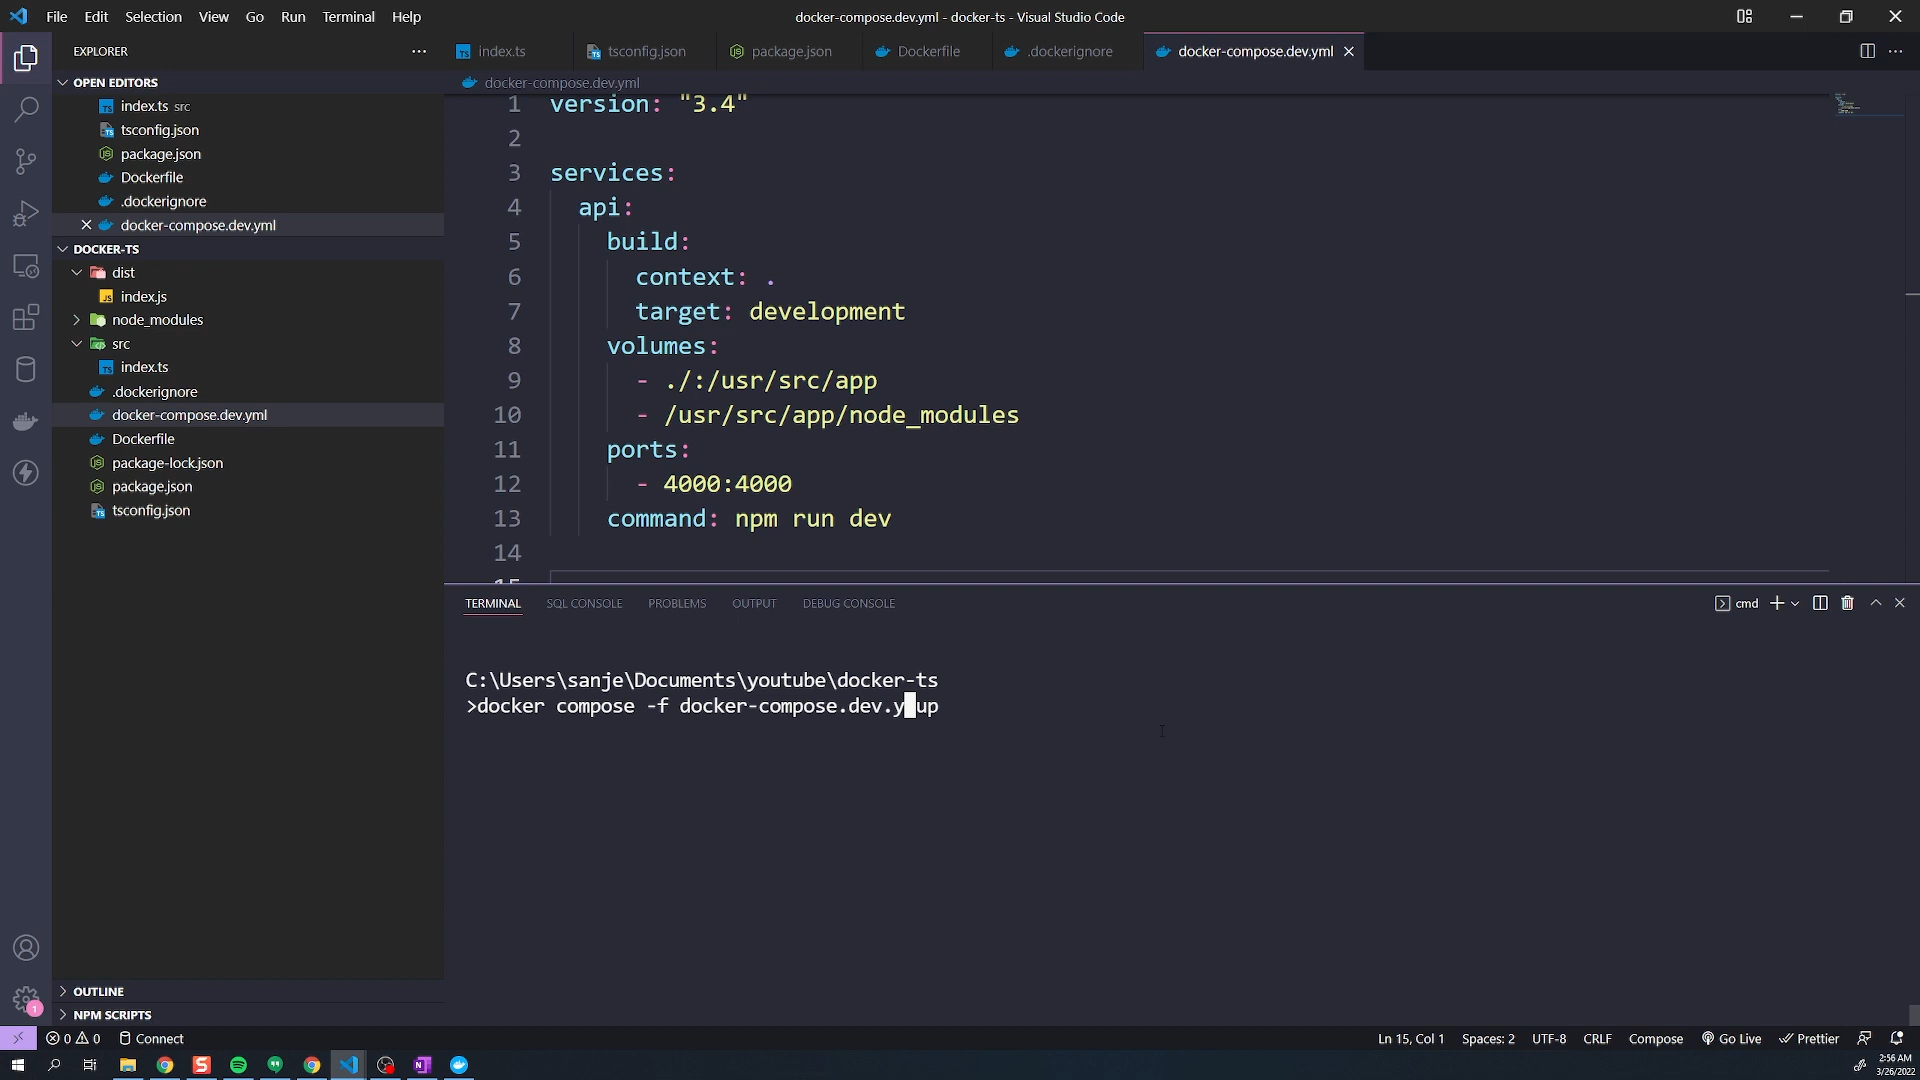 File Edit Selection View Go Run Terminal Help
docker-compose.dev.yml - docker-ts - Visual Studio Code
EXPLORER
OPEN EDITORS
index.ts src
tsconfig.json
package.json
Dockerfile
.dockerignore
docker-compose.dev.yml
DOCKER-TS
dist
index.js
node_modules
src
index.ts
.dockerignore
docker-compose.dev.yml
Dockerfile
package-lock.json
package.json
tsconfig.json
OUTLINE
NPM SCRIPTS
index.ts tsconfig.json package.json Dockerfile .dockerignore docker-compose.dev.yml
docker-compose.dev.yml
1 version: "3.4"
2
3 services:
4 api:
5 build:
6 context: .
7 target: development
8 volumes:
9 - ./:/usr/src/app
10 - /usr/src/app/node_modules
11 ports:
12 - 4000:4000
13 command: npm run dev
14
15
TERMINAL SQL CONSOLE PROBLEMS OUTPUT DEBUG CONSOLE
cmd
C:\Users\sanje\Documents\youtube\docker-ts
>docker compose -f docker-compose.dev.y up
1
0 0 Connect
Ln 15, Col 1 Spaces: 2 UTF-8 CRLF Compose Go Live Prettier
2:56 AM
3/26/2022